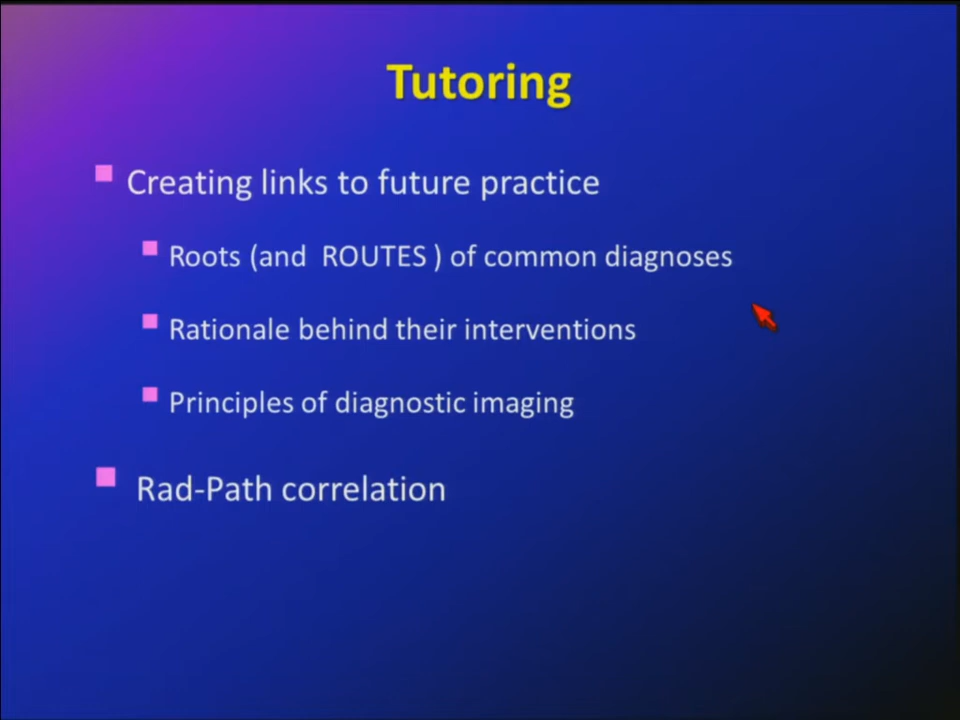 Tutoring
Creating links to future practice
Roots (and  ROUTES ) of common diagnoses
Rationale behind their interventions
Principles of diagnostic imaging
Rad-Path correlation